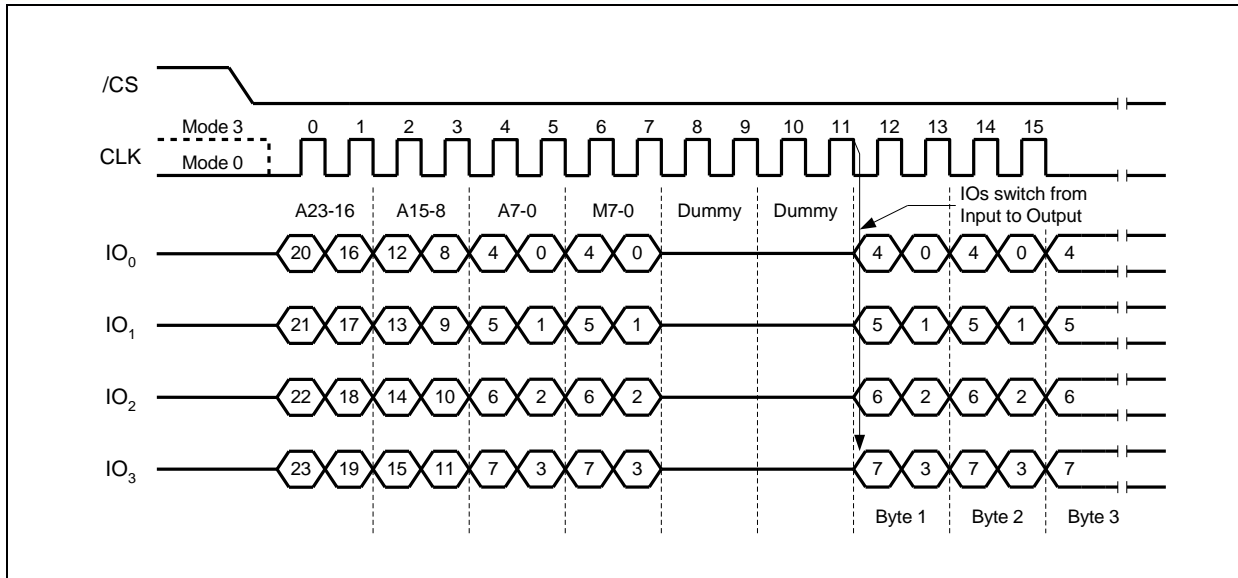 /CS
Mode 3
0 1 2 3 4 5 6 7 8 9 10 11 12 13 14 15
CLK
Mode 0
IOs switch from
Input to Output
A23-16 A15-8 A7-0 M7-0 Dummy Dummy
IO0 20 16 12 8 4 0 4 0 4 0 4 0 4
IO1 21 17 13 9 5 1 5 1 5 1 5 1 5
IO2 22 18 14 10 6 2 6 2 6 2 6 2 6
IO3 23 19 15 11 7 3 7 3 7 3 7 3 7
Byte 1 Byte 2 Byte 3